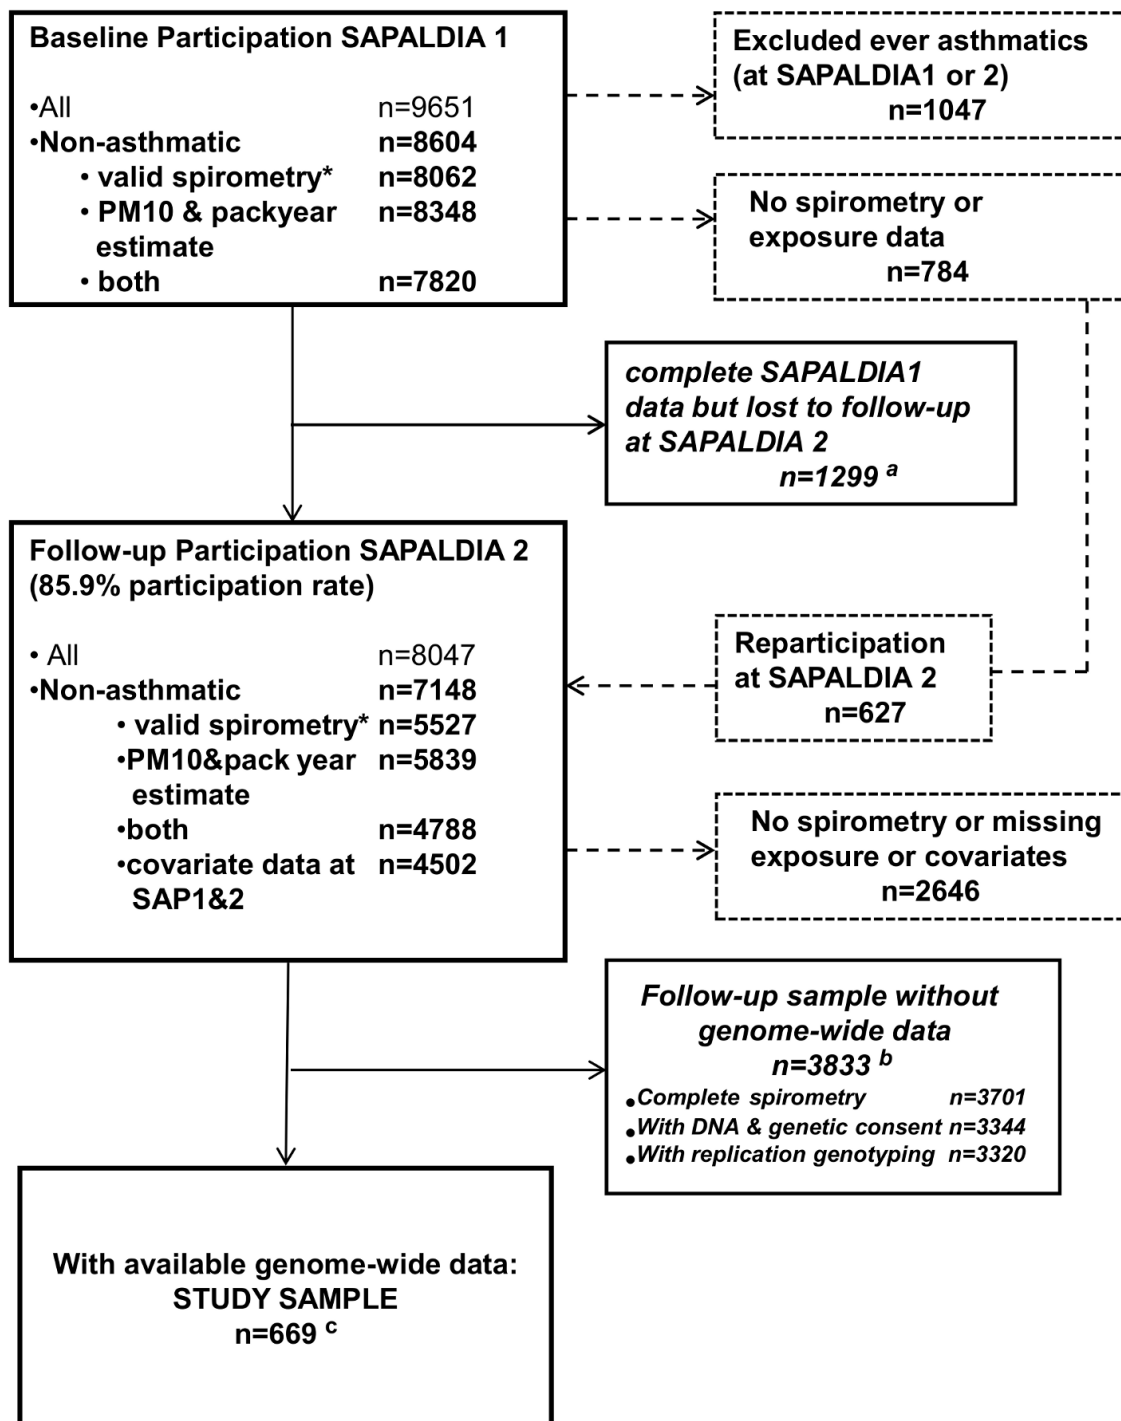 Baseline Participation SAPALDIA 1
•All n=9651
•Non-asthmatic n=8604
• valid spirometry* n=8062
• PM10 & packyear n=8348
estimate
• both n=7820
Excluded ever asthmatics
(at SAPALDIA1 or 2)
n=1047
No spirometry or
exposure data
n=784
complete SAPALDIA1
data but lost to follow-up
at SAPALDIA 2
n=1299 a
Follow-up Participation SAPALDIA 2
(85.9% participation rate)
• All n=8047
•Non-asthmatic n=7148
• valid spirometry* n=5527
•PM10&pack year n=5839
estimate
•both n=4788
•covariate data at n=4502
SAP1&2
Reparticipation
at SAPALDIA 2
n=627
No spirometry or missing
exposure or covariates
n=2646
Follow-up sample without
genome-wide data
n=3833 b
•Complete spirometry n=3701
•With DNA & genetic consent n=3344
•With replication genotyping n=3320
With available genome-wide data:
STUDY SAMPLE
n=669 c